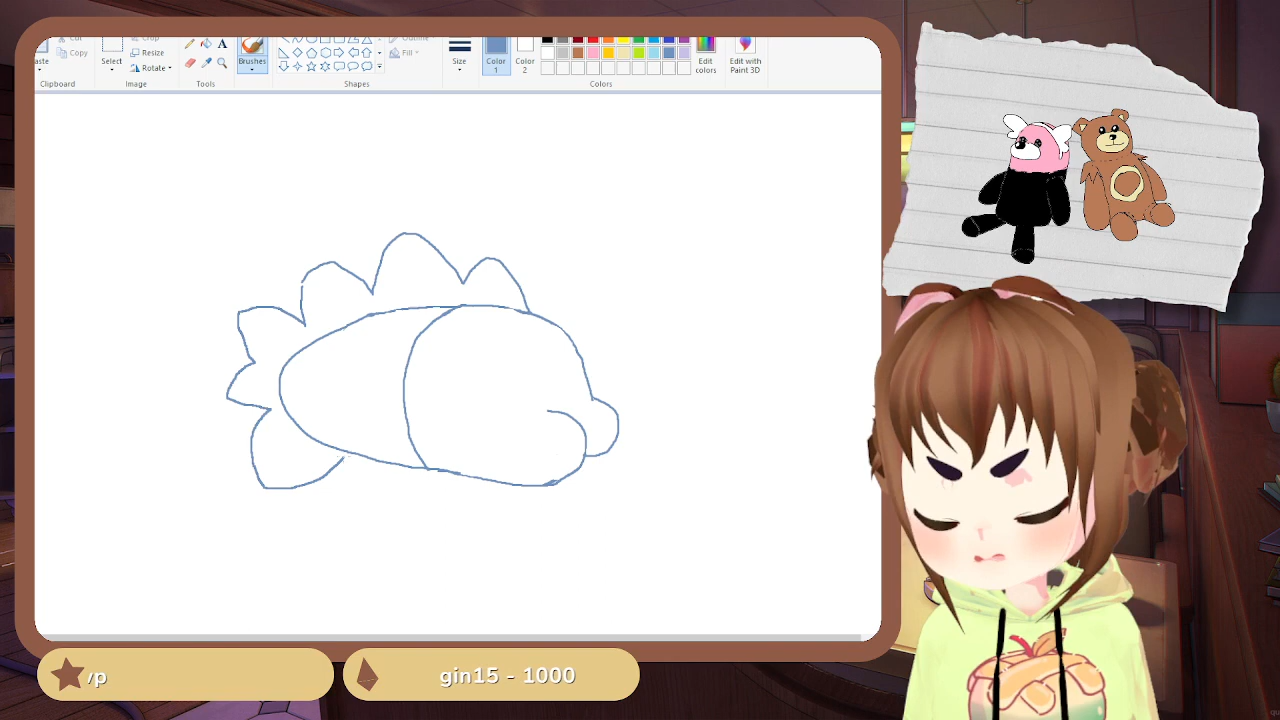 Copy
Select
Resize
Rotate
Brushes
Fill
Size
Color
1
Color
2
Edit
colors
Edit with
Paint 3D
Clipboard
Image
Tools
Shapes
Colors
gin15 - 1000